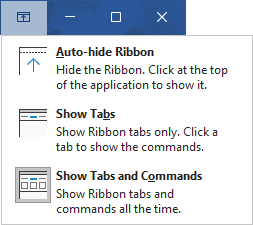 Auto-hide Ribbon
Hide the Ribbon. Click at the top
of the application to show it.
Show Tabs
Show Ribbon tabs only. Click a
tab to show the commands.
Show Tabs and Commands
Show Ribbon tabs and
commands all the time.